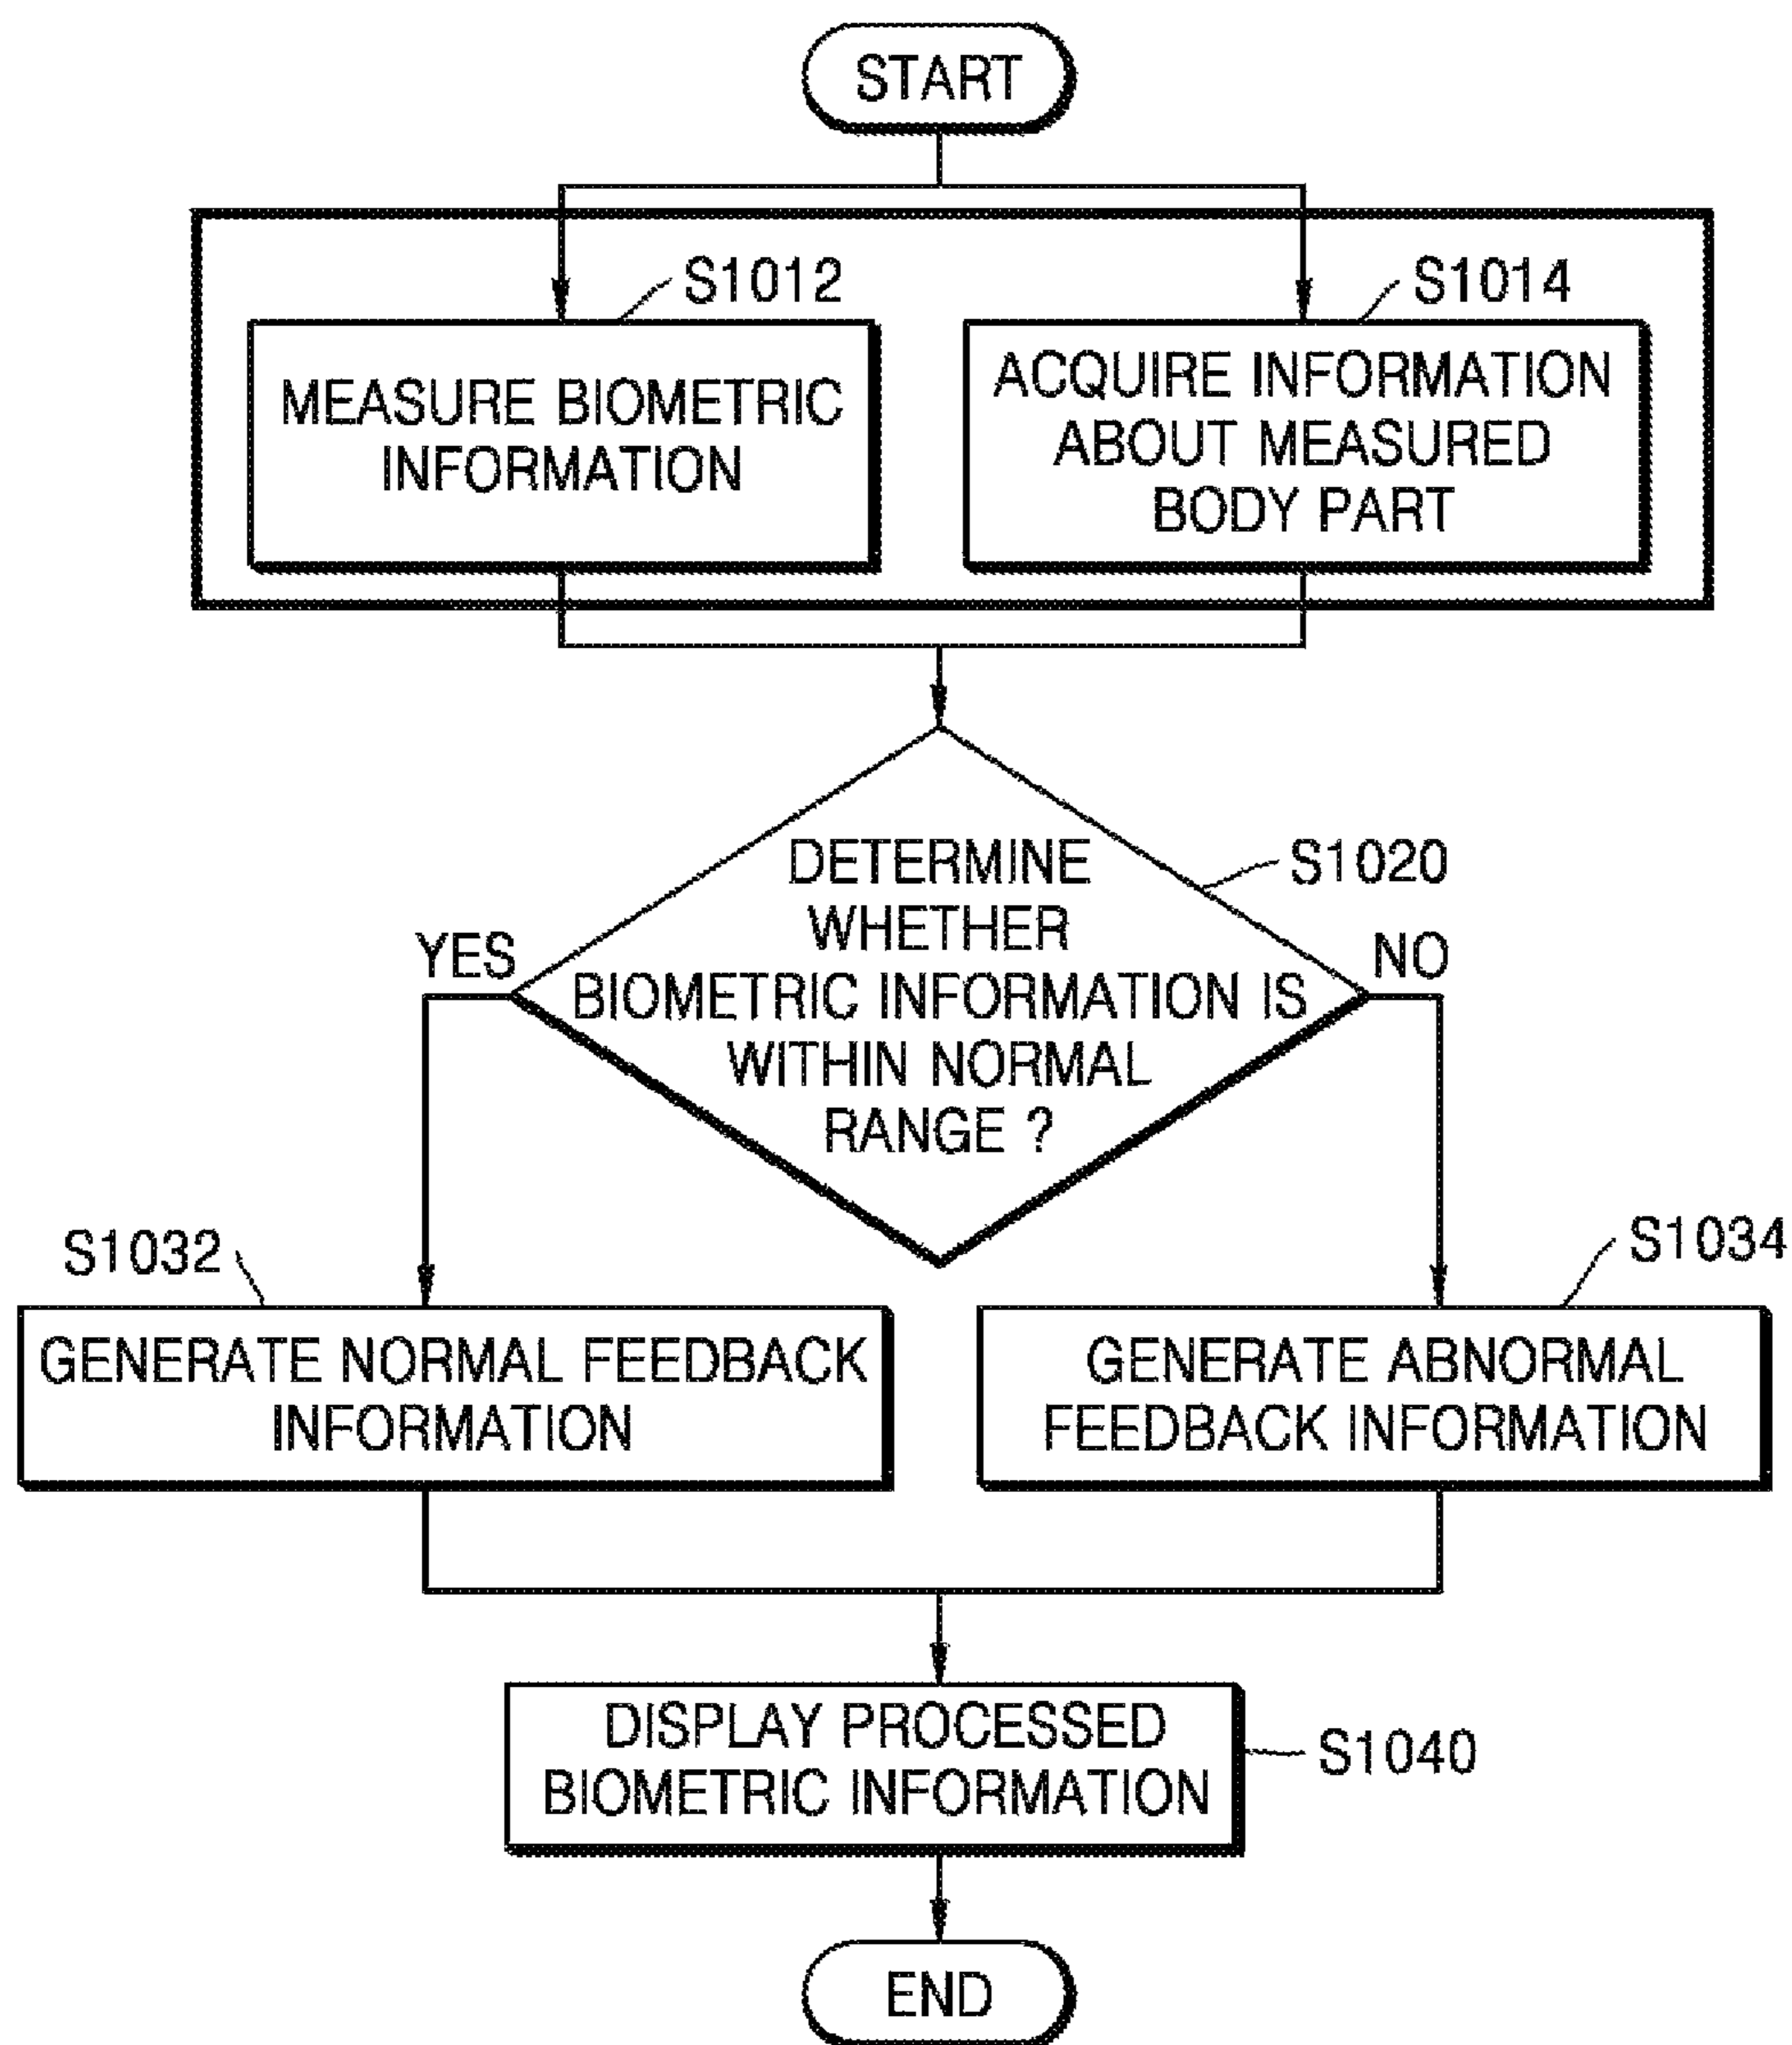 START
S1012
MEASURE BIOMETRIC
INFORMATION
S1014
ACQUIRE INFORMATION
ABOUT MEASURED
BODY PART
S1020
DETERMINE
WHETHER
BIOMETRIC INFORMATION IS
WITHIN NORMAL
RANGE ?
YES
NO
S1032
GENERATE NORMAL FEEDBACK
INFORMATION
S1034
GENERATE ABNORMAL
FEEDBACK INFORMATION
DISPLAY PROCESSED
BIOMETRIC INFORMATION
S1040
END